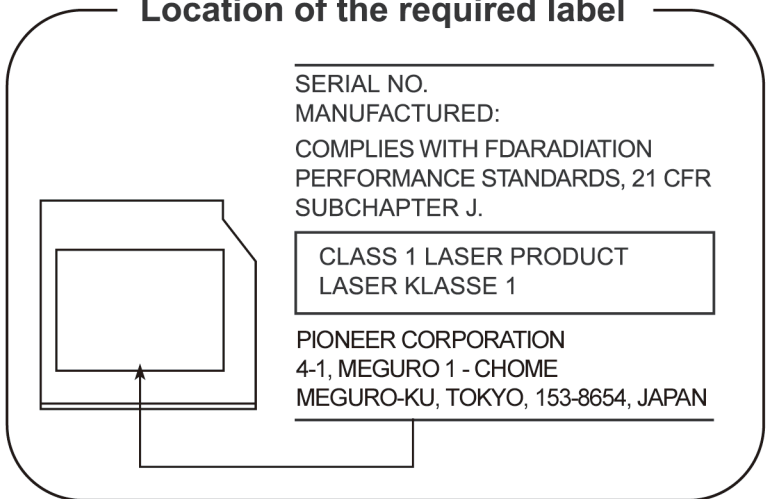 Location of the required label
SERIAL NO.
MANUFACTURED:
COMPLIES WITH FDARADIATION
PERFORMANCE STANDARDS, 21 CFR
SUBCHAPTER J.
CLASS 1 LASER PRODUCT
LASER KLASSE 1
PIONEER CORPORATION
4-1, MEGURO 1 - CHOME
MEGURO-KU, TOKYO, 153-8654, JAPAN